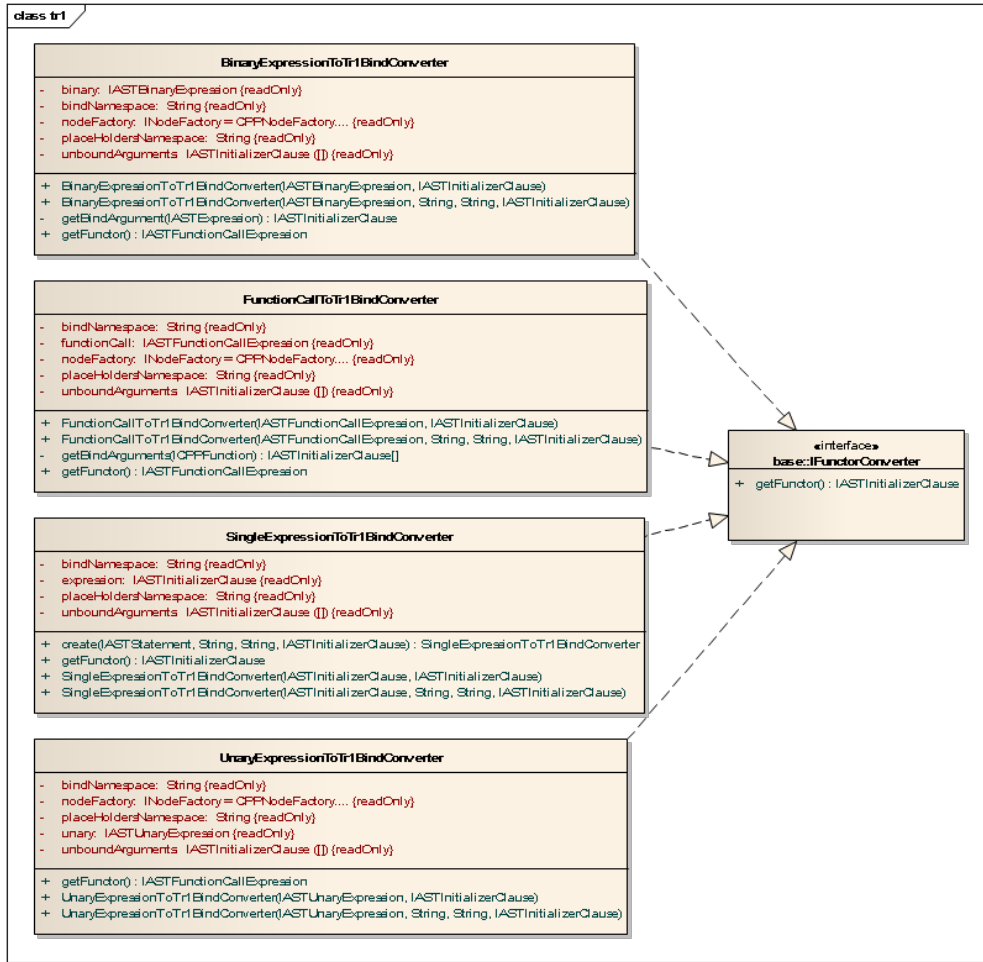 class tr1
BinaryExpressionToTr1BindConverter
- binary: IASTBinaryExpression {readOnly}
- bindNamespace: String {readOnly}
- nodeFactory: INodeFactory = CPPNodeFactory.... {readOnly}
- placeHoldersNamespace: String {readOnly}
- unboundArguments: IASTInitializerClause ([]) {readOnly}
+ BinaryExpressionToTr1BindConverter(IASTBinaryExpression, IASTInitializerClause)
+ BinaryExpressionToTr1BindConverter(IASTBinaryExpression, String, String, IASTInitializerClause)
- getBindArgument(IASTExpression) : IASTInitializerClause
+ getFunctor() : IASTFunctionCallExpression
FunctionCallToTr1BindConverter
- bindNamespace: String {readOnly}
- functionCall: IASTFunctionCallExpression {readOnly}
- nodeFactory: INodeFactory = CPPNodeFactory.... {readOnly}
- placeHoldersNamespace: String {readOnly}
- unboundArguments: IASTInitializerClause ([]) {readOnly}
+ FunctionCallToTr1BindConverter(IASTFunctionCallExpression, IASTInitializerClause)
+ FunctionCallToTr1BindConverter(IASTFunctionCallExpression, String, String, IASTInitializerClause)
- getBindArguments(ICPPFunction) : IASTInitializerClause[]
+ getFunctor() : IASTFunctionCallExpression
«interface»
base::IFunctorConverter
+ getFunctor() : IASTInitializerClause
SingleExpressionToTr1BindConverter
- bindNamespace: String {readOnly}
- expression: IASTInitializerClause {readOnly}
- placeHoldersNamespace: String {readOnly}
- unboundArguments: IASTInitializerClause ([]) {readOnly}
+ create(IASTStatement, String, String, IASTInitializerClause) : SingleExpressionToTr1BindConverter
+ getFunctor() : IASTInitializerClause
+ SingleExpressionToTr1BindConverter(IASTInitializerClause, IASTInitializerClause)
+ SingleExpressionToTr1BindConverter(IASTInitializerClause, String, String, IASTInitializerClause)
UnaryExpressionToTr1BindConverter
- bindNamespace: String {readOnly}
- nodeFactory: INodeFactory = CPPNodeFactory.... {readOnly}
- placeHoldersNamespace: String {readOnly}
- unary: IASTUnaryExpression {readOnly}
- unboundArguments: IASTInitializerClause ([]) {readOnly}
+ getFunctor() : IASTFunctionCallExpression
+ UnaryExpressionToTr1BindConverter(IASTUnaryExpression, IASTInitializerClause)
+ UnaryExpressionToTr1BindConverter(IASTUnaryExpression, String, String, IASTInitializerClause)